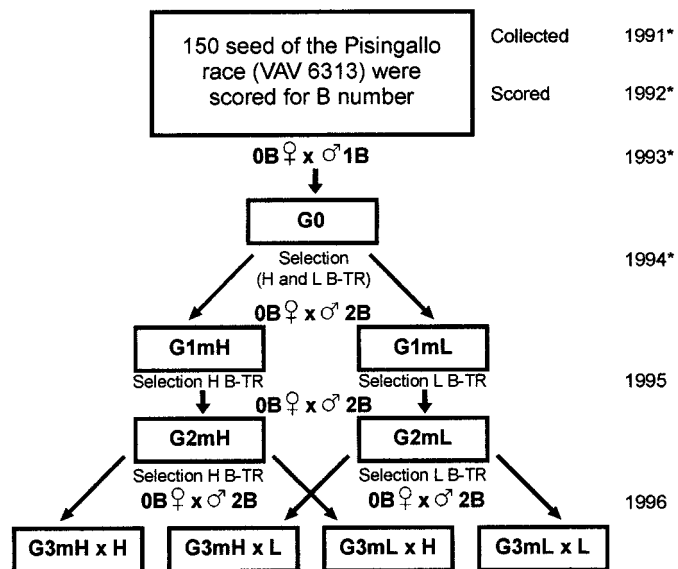 150 seed of the Pisingallo
race (VAV 6313) were
scored for B number
Collected 1991*
Scored 1992*
0B♀ x ♂1B 1993*
G0
Selection
(H and L B-TR) 1994*
0B♀ x ♂ 2B
G1mH G1mL
Selection H B-TR Selection L B-TR 1995
0B♀ x ♂ 2B
G2mH G2mL
Selection H B-TR Selection L B-TR
0B♀ x ♂ 2B 0B♀ x ♂ 2B 1996
G3mH x H G3mH x L G3mL x H G3mL x L